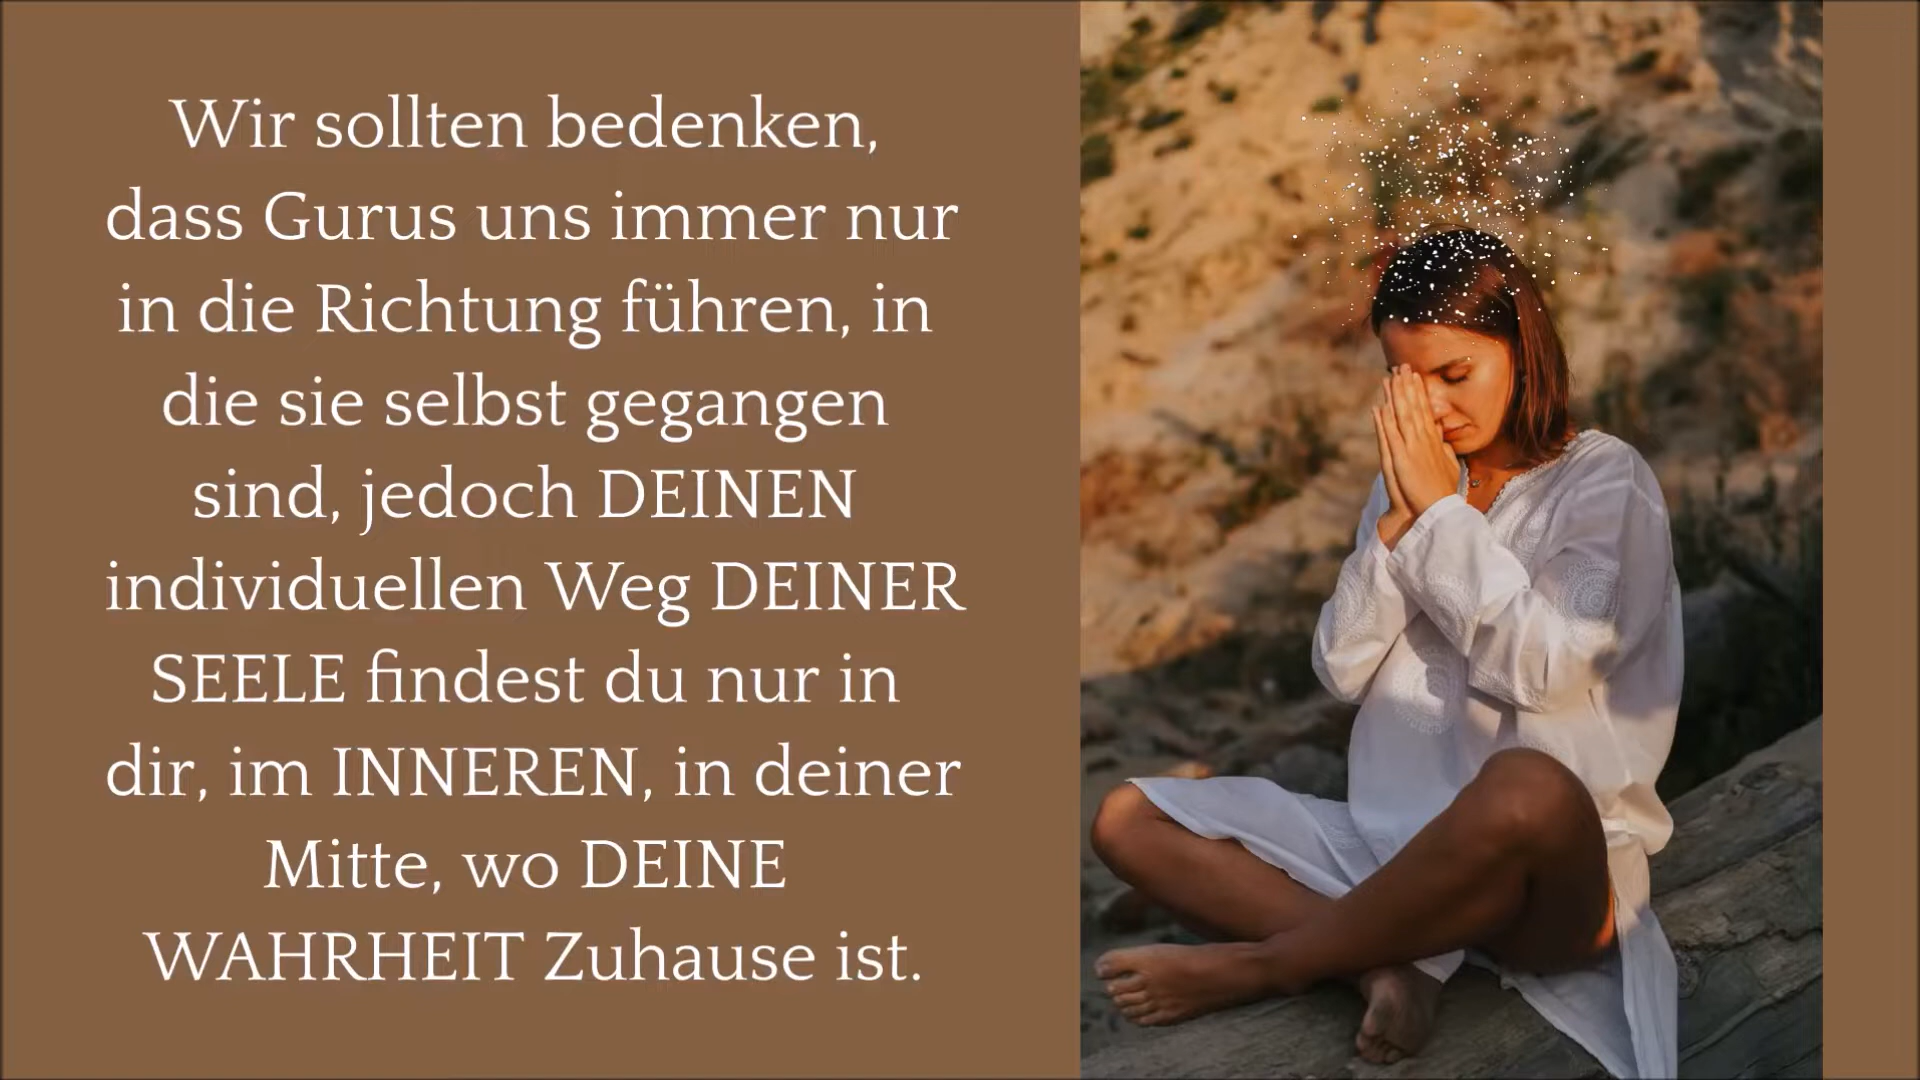 Wir sollten bedenken,
dass Gurus uns immer nur
in die Richtung führen, in
die sie selbst gegangen
sind, jedoch DEINEN
individuellen Weg DEINER
SEELE findest du nur in
dir, im INNEREN, in deiner
Mitte, wo DEINE
WAHRHEIT Zuhause ist.